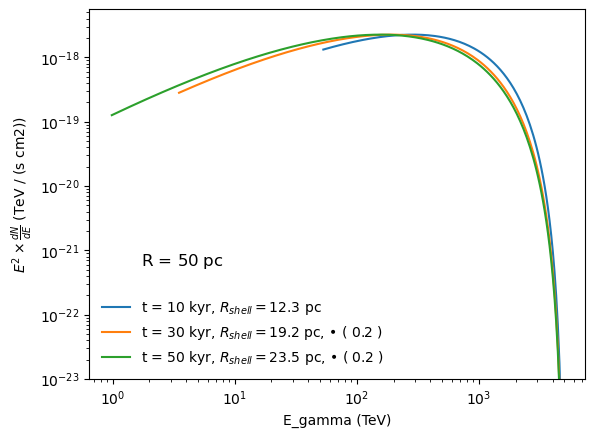 E² × dN/dE (TeV / (s cm2))
10⁻¹⁸
10⁻¹⁹
10⁻²⁰
10⁻²¹
10⁻²²
10⁻²³
R = 50 pc
t = 10 kyr, R_shell = 12.3 pc
t = 30 kyr, R_shell = 19.2 pc, • ( 0.2 )
t = 50 kyr, R_shell = 23.5 pc, • ( 0.2 )
10⁰ 10¹ 10² 10³
E_gamma (TeV)